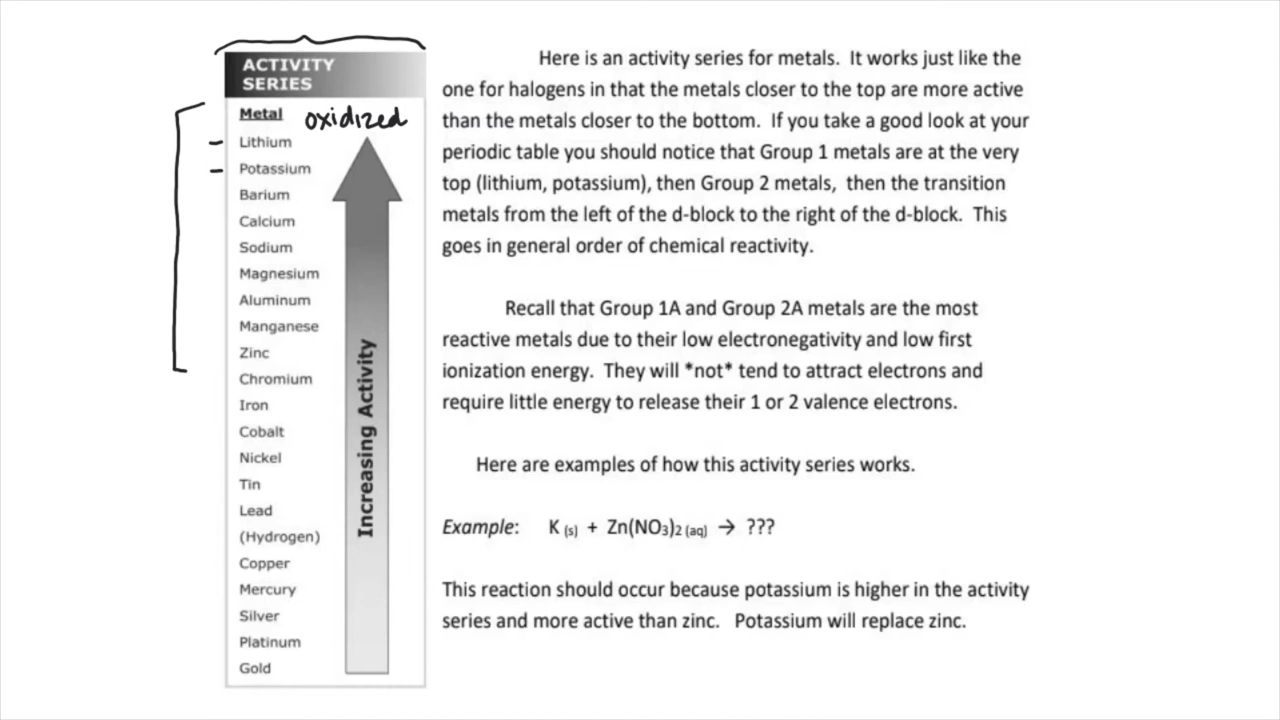 ACTIVITY
SERIES
Metal oxidized
Lithium
Potassium
Barium
Calcium
Sodium
Magnesium
Aluminum
Manganese
Zinc
Chromium
Iron
Cobalt
Nickel
Tin
Lead
(Hydrogen)
Copper
Mercury
Silver
Platinum
Gold
Increasing Activity
Here is an activity series for metals. It works just like the
one for halogens in that the metals closer to the top are more active
than the metals closer to the bottom. If you take a good look at your
periodic table you should notice that Group 1 metals are at the very
top (lithium, potassium), then Group 2 metals, then the transition
metals from the left of the d-block to the right of the d-block. This
goes in general order of chemical reactivity.
Recall that Group 1A and Group 2A metals are the most
reactive metals due to their low electronegativity and low first
ionization energy. They will *not* tend to attract electrons and
require little energy to release their 1 or 2 valence electrons.
Here are examples of how this activity series works.
Example: K (s) + Zn(NO3)2 (aq) → ???
This reaction should occur because potassium is higher in the activity
series and more active than zinc. Potassium will replace zinc.